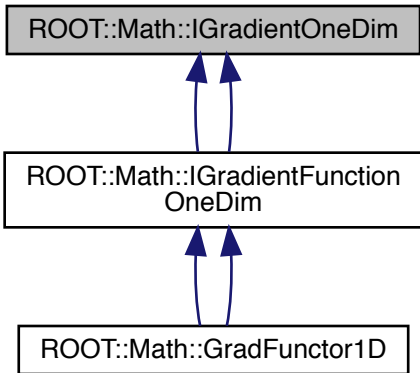 ROOT::Math::IGradientOneDim
ROOT::Math::IGradientFunction
OneDim
ROOT::Math::GradFunctor1D